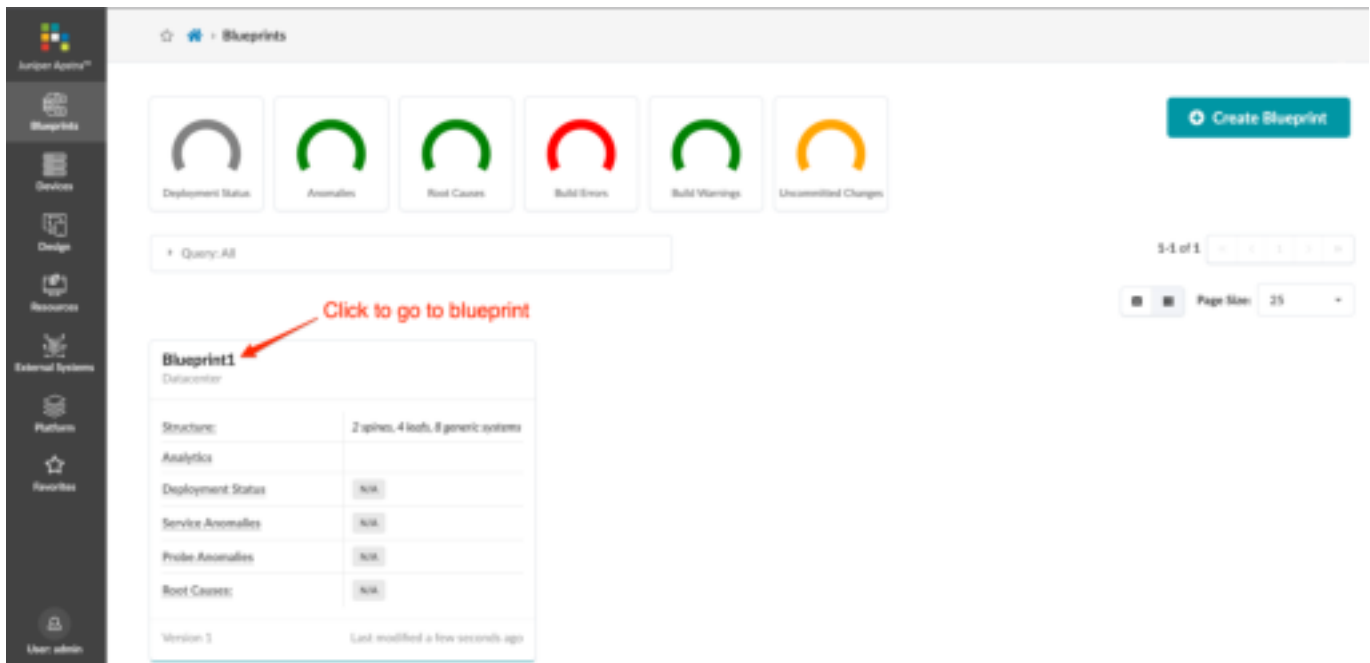 Juniper Apstra™
Blueprints
Devices
Design
Resources
External Systems
Platform
Favorites
User: admin
Blueprints
Deployment Status
Anomalies
Root Causes
Build Errors
Build Warnings
Uncommitted Changes
Create Blueprint
Query: All
1-1 of 1
1
Page Size: 25
Click to go to blueprint
Blueprint1
Datacenter
Structure: 2 spines, 4 leafs, 8 generic systems
Analytics
Deployment Status N/A
Service Anomalies N/A
Probe Anomalies N/A
Root Causes: N/A
Version 1 Last modified a few seconds ago